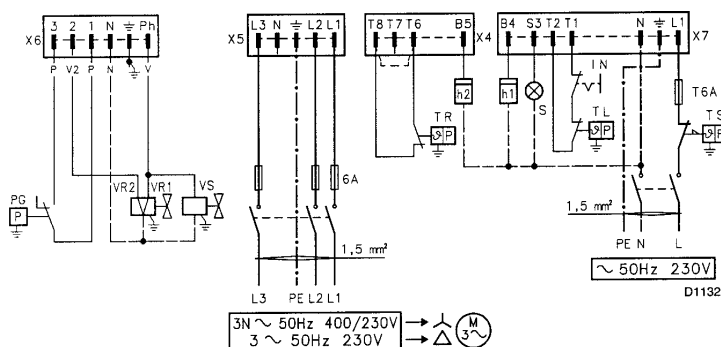 3 2 1 N Ph
X6
P V2 P N V
PG
P
VR2 VR1 VS
L3 N L2 L1
X5
6A
1,5 mm²
L3 PE L2 L1
3N ~ 50Hz 400/230V
3 ~ 50Hz 230V
M
3~
T8 T7 T6 B5
X4
h2
TR
ϑ P
B4 S3 T2 T1 N L1
X7
h1
S
IN
TL
ϑ P
T6A
TS
ϑ P
1,5 mm²
PE N L
~ 50Hz 230V
D1132